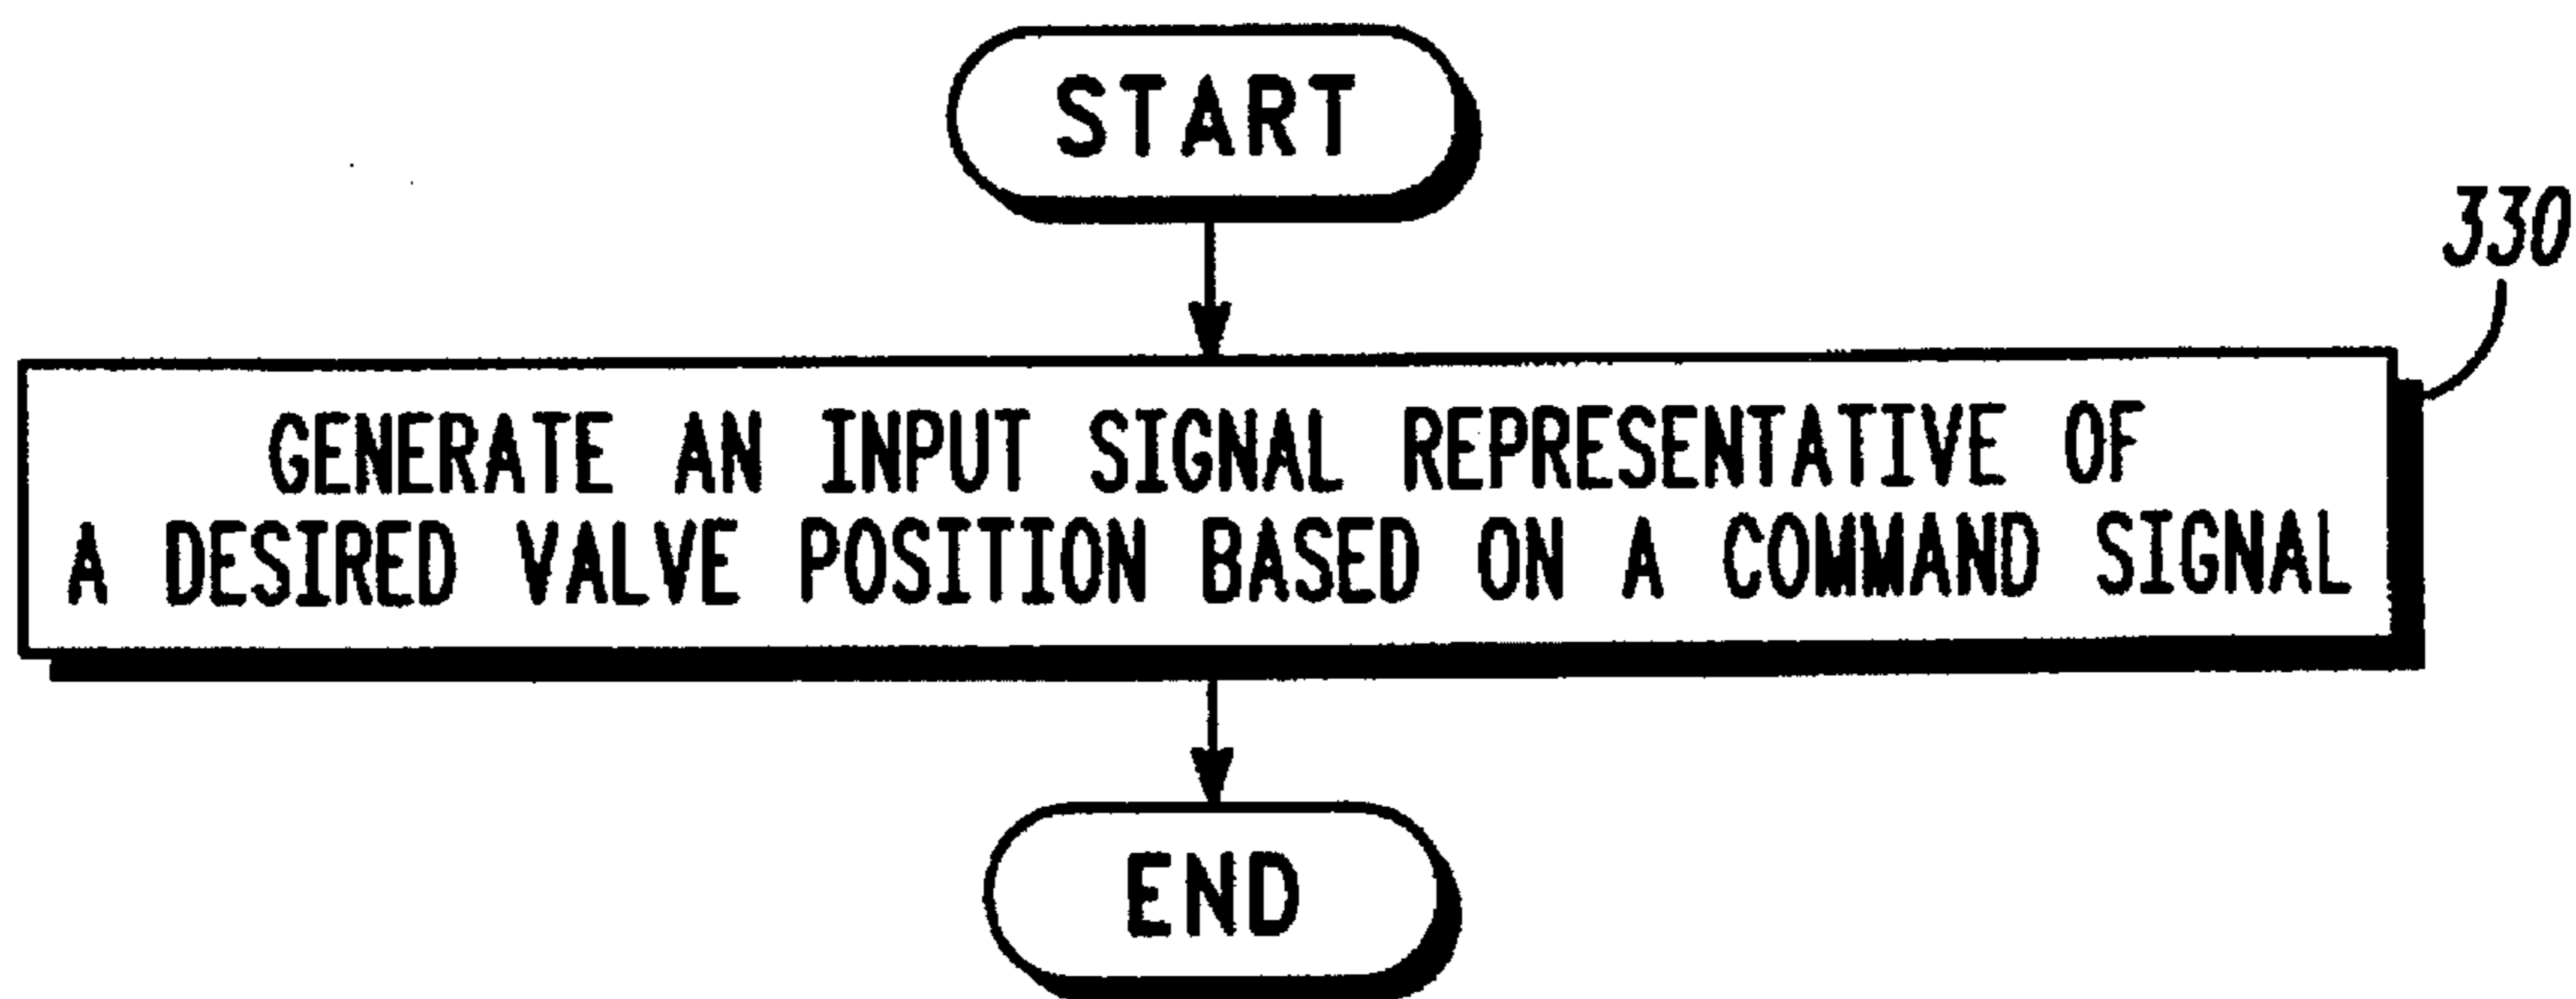 START
330
GENERATE AN INPUT SIGNAL REPRESENTATIVE OF
A DESIRED VALVE POSITION BASED ON A COMMAND SIGNAL
END